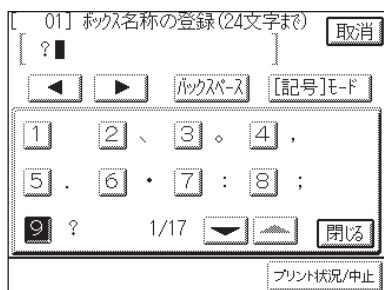 [ 01] ボックス名称の登録(24文字まで)
取消
[ ? ]
◀ ▶ バックスペース [記号]モード
1 2 、 3 。 4 ,
5 . 6 ・ 7 : 8 ;
9 ? 1/17 閉じる
プリント状況/中止